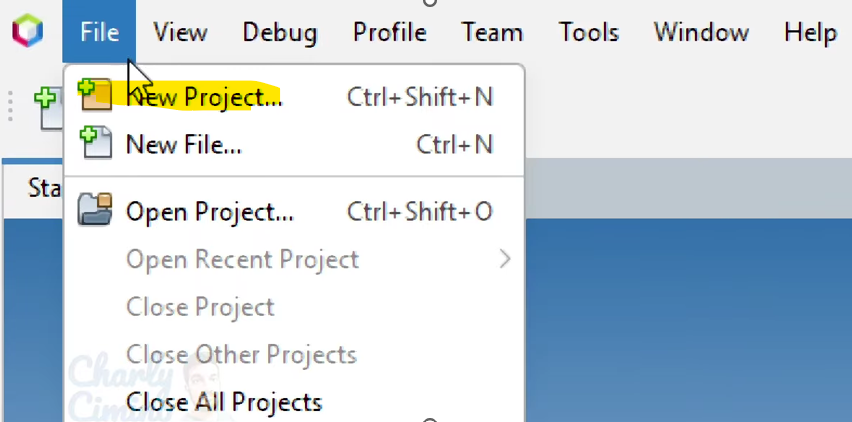 File View Debug Profile Team Tools Window Help
New Project... Ctrl+Shift+N
New File... Ctrl+N
Sta
Open Project... Ctrl+Shift+O
Open Recent Project
Close Project
Close Other Projects
Charly
Close All Projects